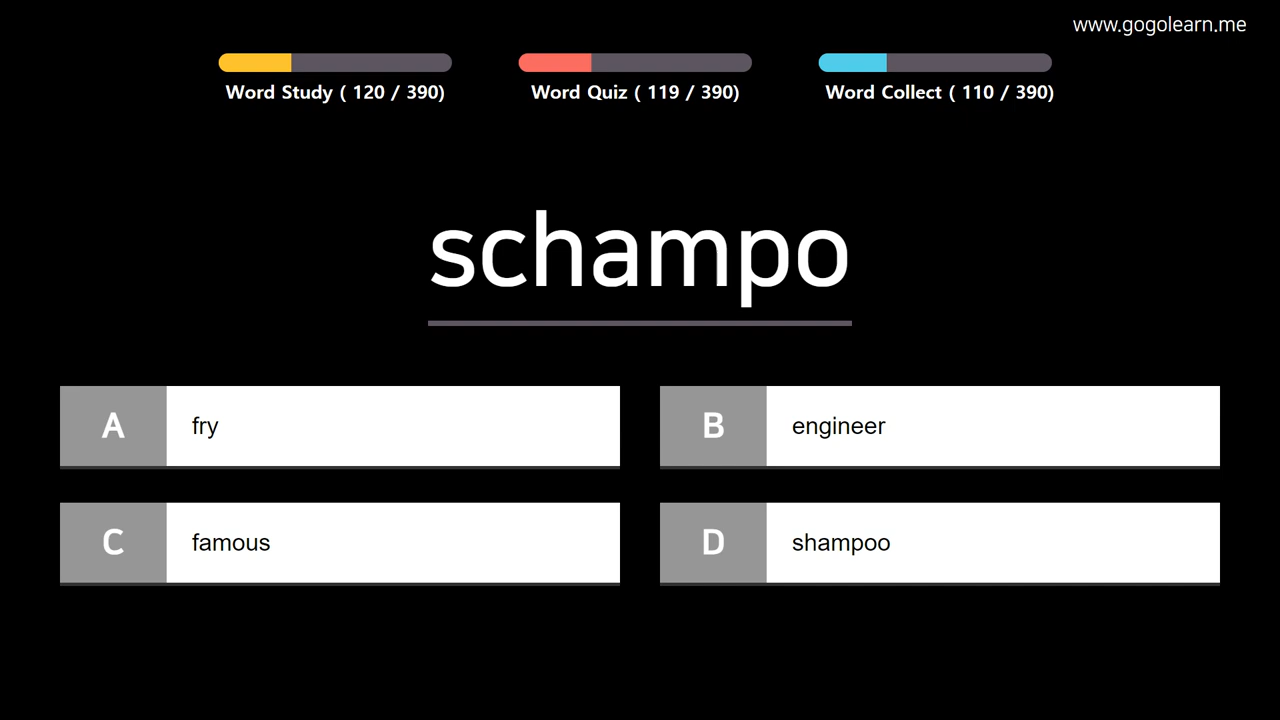 www.gogolearn.me
Word Study ( 120 / 390)
Word Quiz ( 119 / 390)
Word Collect ( 110 / 390)
schampo
A fry
B engineer
C famous
D shampoo